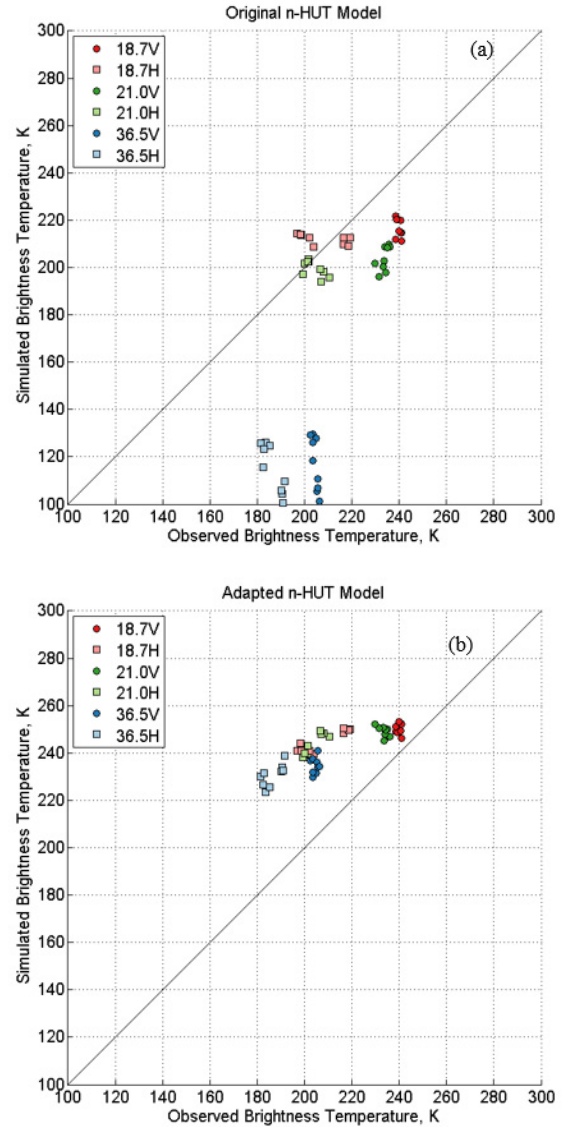 Original n-HUT Model
(a)
18.7V
18.7H
21.0V
21.0H
36.5V
36.5H
Simulated Brightness Temperature, K
300
280
260
240
220
200
180
160
140
120
100
100 120 140 160 180 200 220 240 260 280 300
Observed Brightness Temperature, K
Adapted n-HUT Model
(b)
18.7V
18.7H
21.0V
21.0H
36.5V
36.5H
Simulated Brightness Temperature, K
300
280
260
240
220
200
180
160
140
120
100
100 120 140 160 180 200 220 240 260 280 300
Observed Brightness Temperature, K